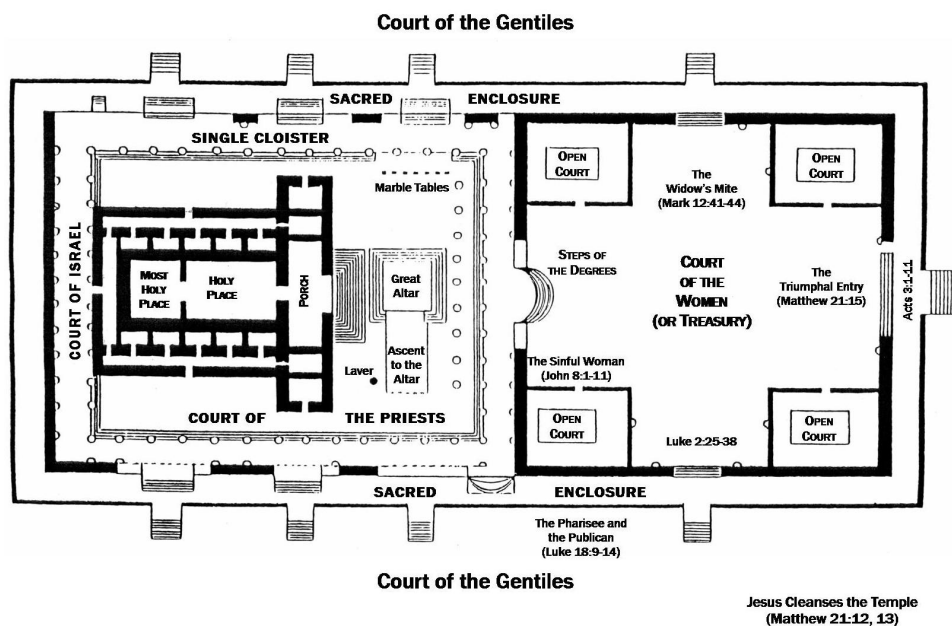 Court of the Gentiles
SACRED ENCLOSURE
SINGLE CLOISTER
Marble Tables
OPEN
COURT
The
Widow's Mite
(Mark 12:41-44)
OPEN
COURT
COURT OF ISRAEL
MOST
HOLY
PLACE
HOLY
PLACE
PORCH
Great
Altar
STEPS OF
THE DEGREES
COURT
OF THE
WOMEN
(OR TREASURY)
The
Triumphal Entry
(Matthew 21:15)
Acts 3:1-11
Ascent
to the
Altar
Laver
The Sinful Woman
(John 8:1-11)
COURT OF THE PRIESTS
OPEN
COURT
Luke 2:25-38
OPEN
COURT
SACRED ENCLOSURE
The Pharisee and
the Publican
(Luke 18:9-14)
Court of the Gentiles
Jesus Cleanses the Temple
(Matthew 21:12, 13)